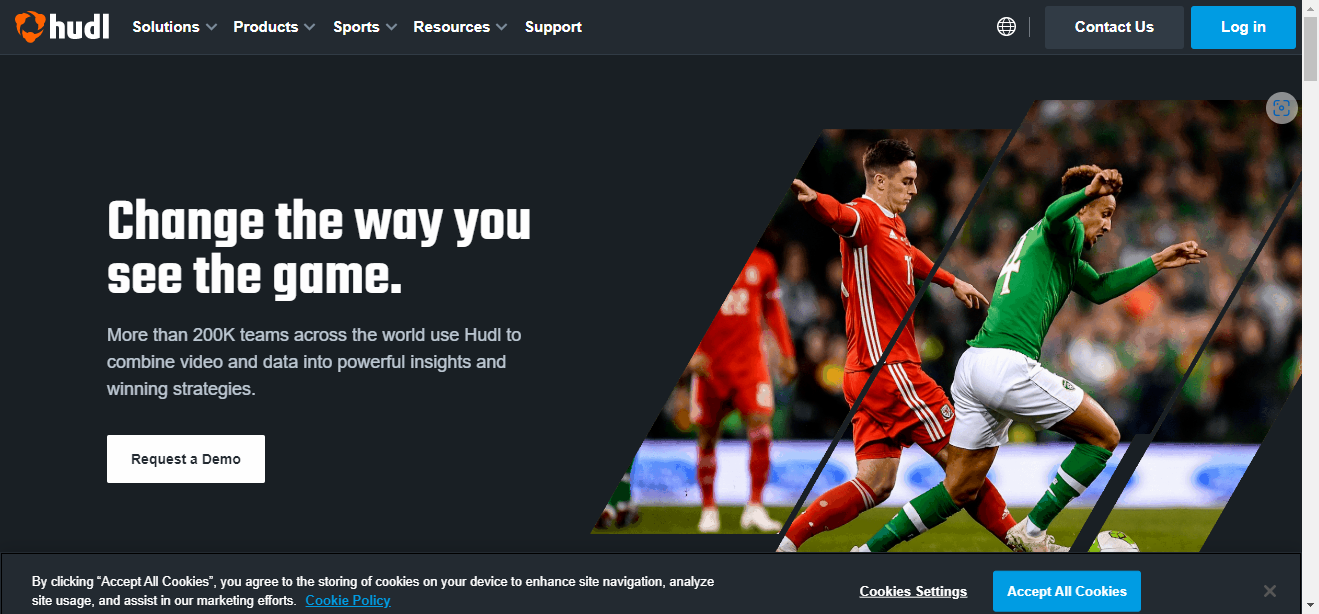 hudl Solutions Products Sports Resources Support Contact Us Log in
Change the way you
see the game.
More than 200K teams across the world use Hudl to
combine video and data into powerful insights and
winning strategies.
Request a Demo
By clicking “Accept All Cookies”, you agree to the storing of cookies on your device to enhance site navigation, analyze
site usage, and assist in our marketing efforts. Cookie Policy
Cookies Settings
Accept All Cookies